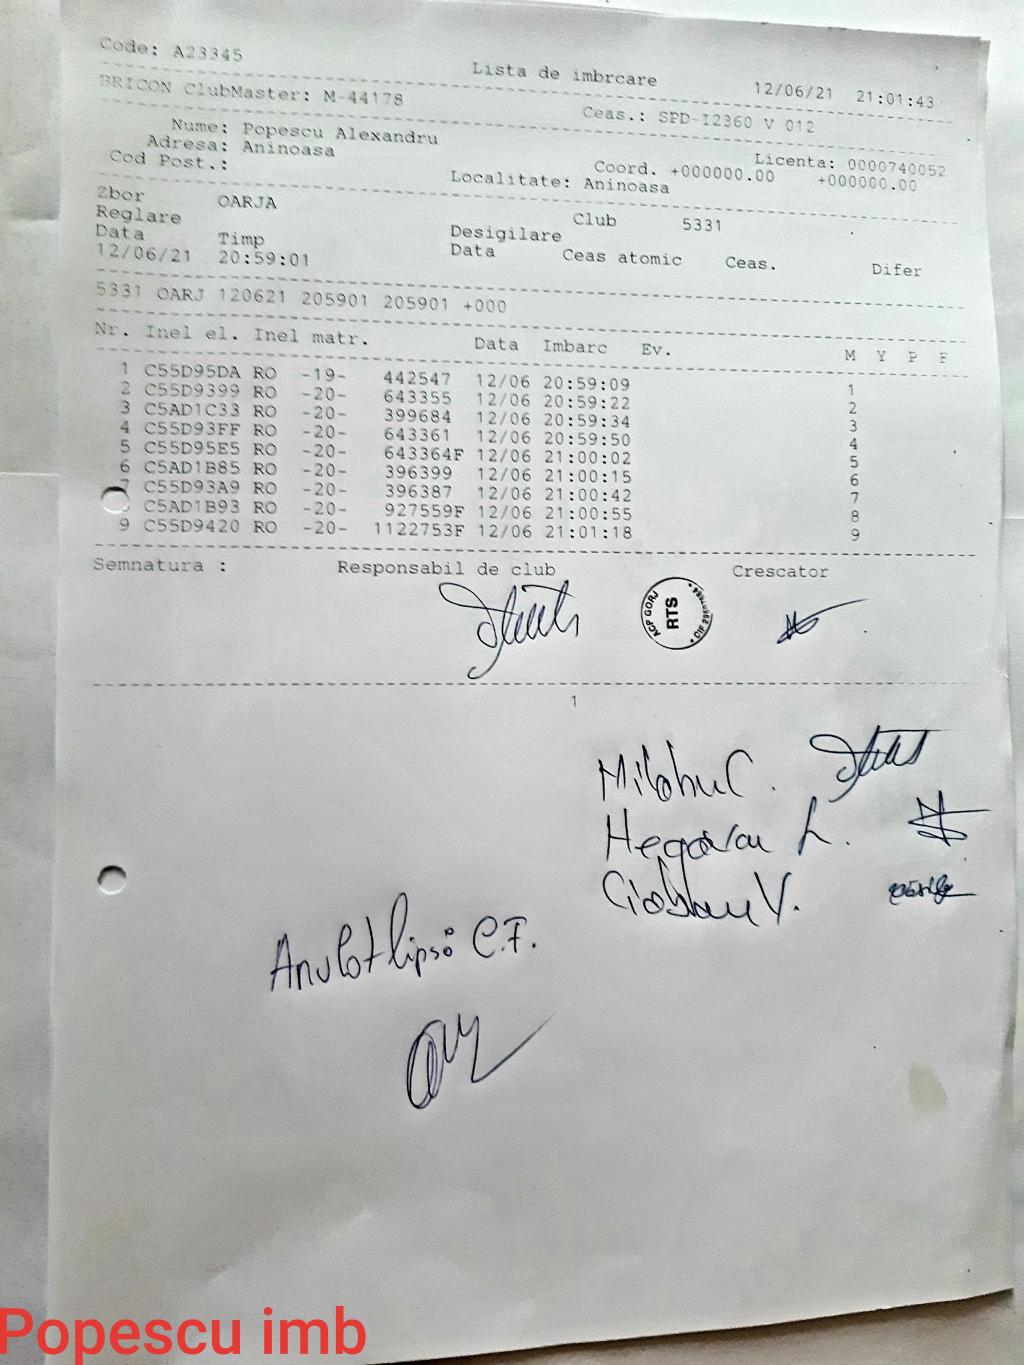 Code: A23345 Lista de imbrcare 12/06/21 21:01:43
BRICON ClubMaster: M-44178 Ceas.: SPD-I2360 V 012
Nume: Popescu Alexandru Licenta: 0000740052
Adresa: Aninoasa Coord. +000000.00 +000000.00
Cod Post.: Localitate: Aninoasa
Zbor OARJA Club 5331
Reglare Desigilare
Data Timp Data Ceas atomic Ceas. Difer
12/06/21 20:59:01
5331 OARJ 120621 205901 205901 +000
Nr. Inel el. Inel matr. Data Imbarc Ev. M Y P F
1 C55D95DA RO -19- 442547 12/06 20:59:09 1
2 C55D9399 RO -20- 643355 12/06 20:59:22 2
3 C5AD1C33 RO -20- 399684 12/06 20:59:34 3
4 C55D93FF RO -20- 643361 12/06 20:59:50 4
5 C55D95E5 RO -20- 643364F 12/06 21:00:02 5
6 C5AD1B85 RO -20- 396399 12/06 21:00:15 6
7 C55D93A9 RO -20- 396387 12/06 21:00:42 7
C5AD1B93 RO -20- 927559F 12/06 21:00:55 8
9 C55D9420 RO -20- 1122753F 12/06 21:01:18 9
Semnatura : Responsabil de club Crescator
ACP GORJ RTS CIF
1
C.
L.
V.
Anulat lipsă C.F.
Popescu imb